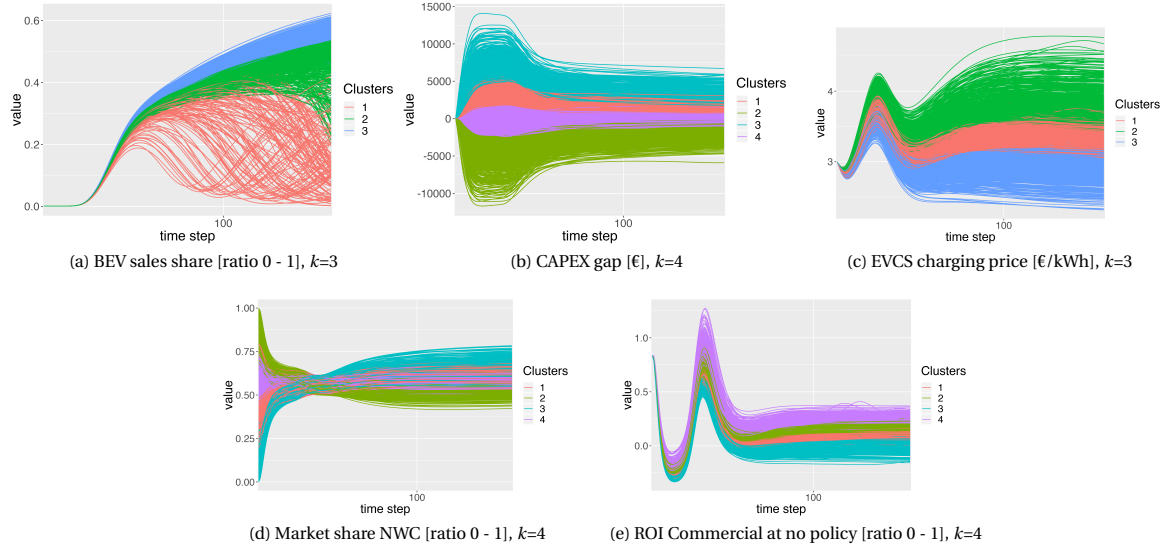 0.6
0.4
0.2
0.0
value
100
time step
Clusters
1
2
3
(a) BEV sales share [ratio 0 - 1], k=3
15000
10000
5000
0
-5000
-10000
value
100
time step
Clusters
1
2
3
4
(b) CAPEX gap [€], k=4
4
3
value
100
time step
Clusters
1
2
3
(c) EVCS charging price [€/kWh], k=3
1.00
0.75
0.50
0.25
0.00
value
100
time step
Clusters
1
2
3
4
(d) Market share NWC [ratio 0 - 1], k=4
1.0
0.5
0.0
value
100
time step
Clusters
1
2
3
4
(e) ROI Commercial at no policy [ratio 0 - 1], k=4